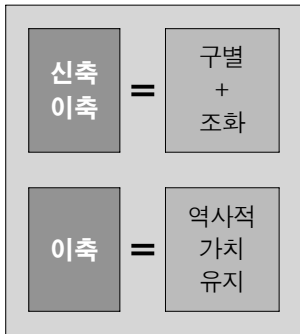 신축
이축
=
구별
+
조화
이축
=
역사적
가치
유지